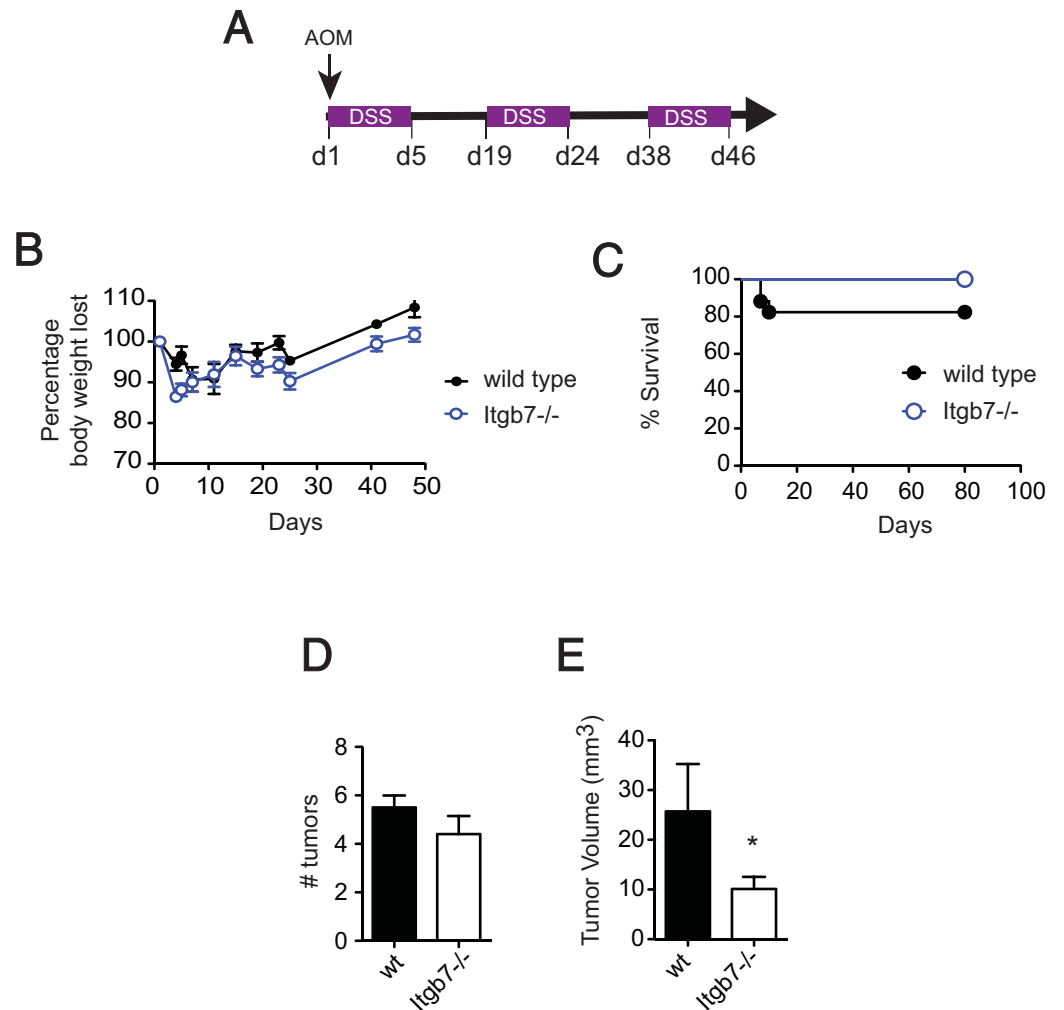 A
AOM
DSS DSS DSS
d1 d5 d19 d24 d38 d46
B
Percentage
body weight lost
110
100
90
80
70
0 10 20 30 40 50
Days
wild type
Itgb7-/-
C
% Survival
100
80
60
40
20
0
0 20 40 60 80 100
Days
wild type
Itgb7-/-
D
# tumors
8
6
4
2
0
wt
Itgb7-/-
E
Tumor Volume (mm3)
40
30
20
10
0
*
wt
Itgb7-/-